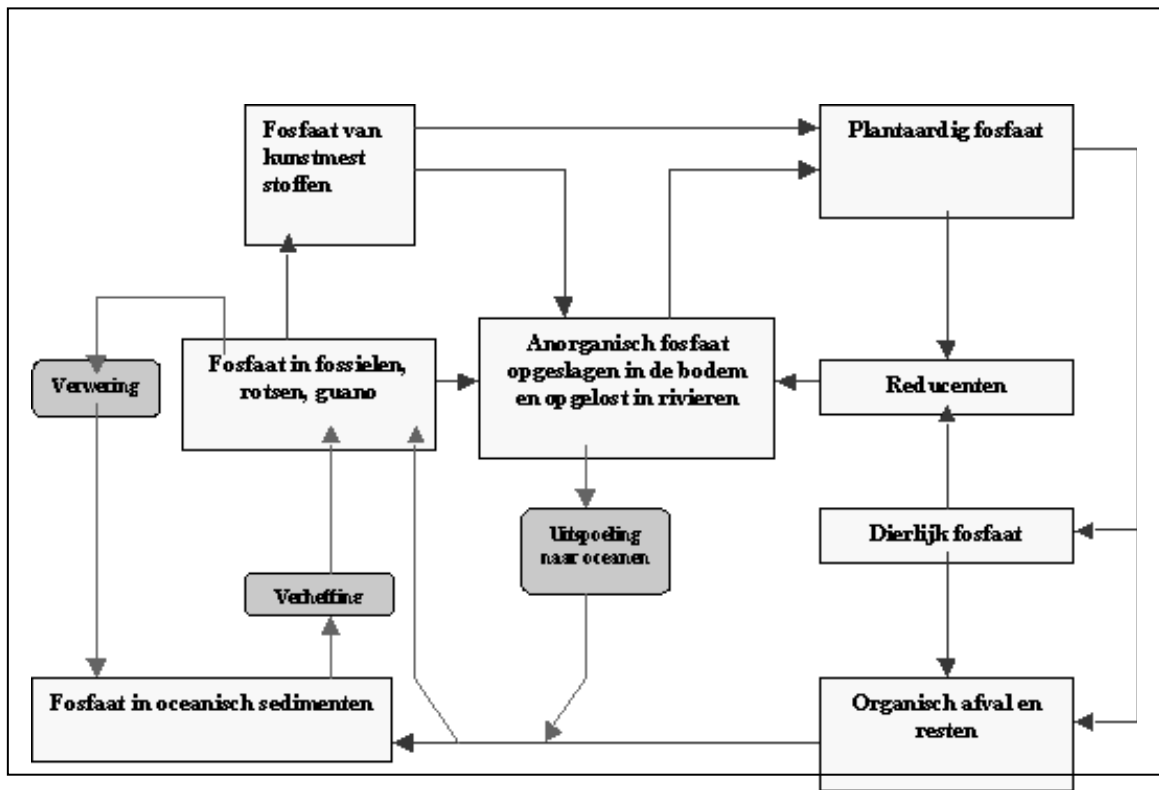 Fosfaat van
kunstmest
stoffen
Plantaardig fosfaat
Verwering
Fosfaat in fossielen,
rotsen, guano
Anorganisch fosfaat
opgeslagen in de bodem
en opgelost in rivieren
Reducenten
Uitspoeling
naar oceanen
Dierlijk fosfaat
Verheffing
Fosfaat in oceanisch sedimenten
Organisch afval en
resten